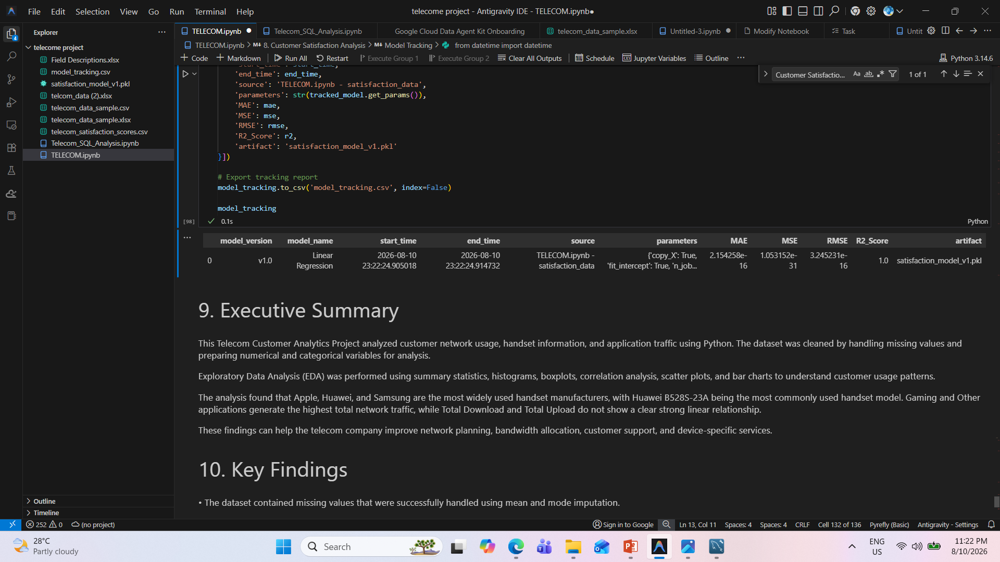 File Edit Selection View Go Run Terminal Help
telecome project - Antigravity IDE - TELECOM.ipynb●
Explorer
TELECOM.ipynb ●
Telecom_SQL_Analysis.ipynb
Google Cloud Data Agent Kit Onboarding
telecom_data_sample.xlsx
Untitled-3.ipynb ●
Modify Notebook
Task
Untit
telecome project
Field Descriptions.xlsx
model_tracking.csv
satisfaction_model_v1.pkl
telcom_data (2).xlsx
telecom_data_sample.csv
telecom_data_sample.xlsx
telecom_satisfaction_scores.csv
Telecom_SQL_Analysis.ipynb
TELECOM.ipynb
Outline
Timeline
TELECOM.ipynb > M↓ 8. Customer Satisfaction Analysis > M↓ Model Tracking > from datetime import datetime
+ Code + Markdown Run All Restart Execute Group 1 Execute Group 2 Clear All Outputs Schedule Jupyter Variables Outline ...
Python 3.14.6
Customer Satisfactio... Aa ab 1 of 1
'start_time': start_time,
'end_time': end_time,
'source': 'TELECOM.ipynb - satisfaction_data',
'parameters': str(tracked_model.get_params()),
'MAE': mae,
'MSE': mse,
'RMSE': rmse,
'R2_Score': r2,
'artifact': 'satisfaction_model_v1.pkl'
}])
# Export tracking report
model_tracking.to_csv('model_tracking.csv', index=False)
model_tracking
[98] 0.1s
Python
model_version model_name start_time end_time source parameters MAE MSE RMSE R2_Score artifact
0 v1.0 Linear Regression 2026-08-10 23:22:24.905018 2026-08-10 23:22:24.914732 TELECOM.ipynb - satisfaction_data {'copy_X': True, 'fit_intercept': True, 'n_job... 2.154258e-16 1.053152e-31 3.245231e-16 1.0 satisfaction_model_v1.pkl
9. Executive Summary
This Telecom Customer Analytics Project analyzed customer network usage, handset information, and application traffic using Python. The dataset was cleaned by handling missing values and
preparing numerical and categorical variables for analysis.
Exploratory Data Analysis (EDA) was performed using summary statistics, histograms, boxplots, correlation analysis, scatter plots, and bar charts to understand customer usage patterns.
The analysis found that Apple, Huawei, and Samsung are the most widely used handset manufacturers, with Huawei B528S-23A being the most commonly used handset model. Gaming and Other
applications generate the highest total network traffic, while Total Download and Total Upload do not show a clear strong linear relationship.
These findings can help the telecom company improve network planning, bandwidth allocation, customer support, and device-specific services.
10. Key Findings
• The dataset contained missing values that were successfully handled using mean and mode imputation.
252 0 (no project)
Sign in to Google Ln 13, Col 11 Spaces: 4 Spaces: 4 CRLF Cell 132 of 136 Pyrefly (Basic) Antigravity - Settings
28°C
Partly cloudy
Search
ENG
US
11:22 PM
8/10/2026